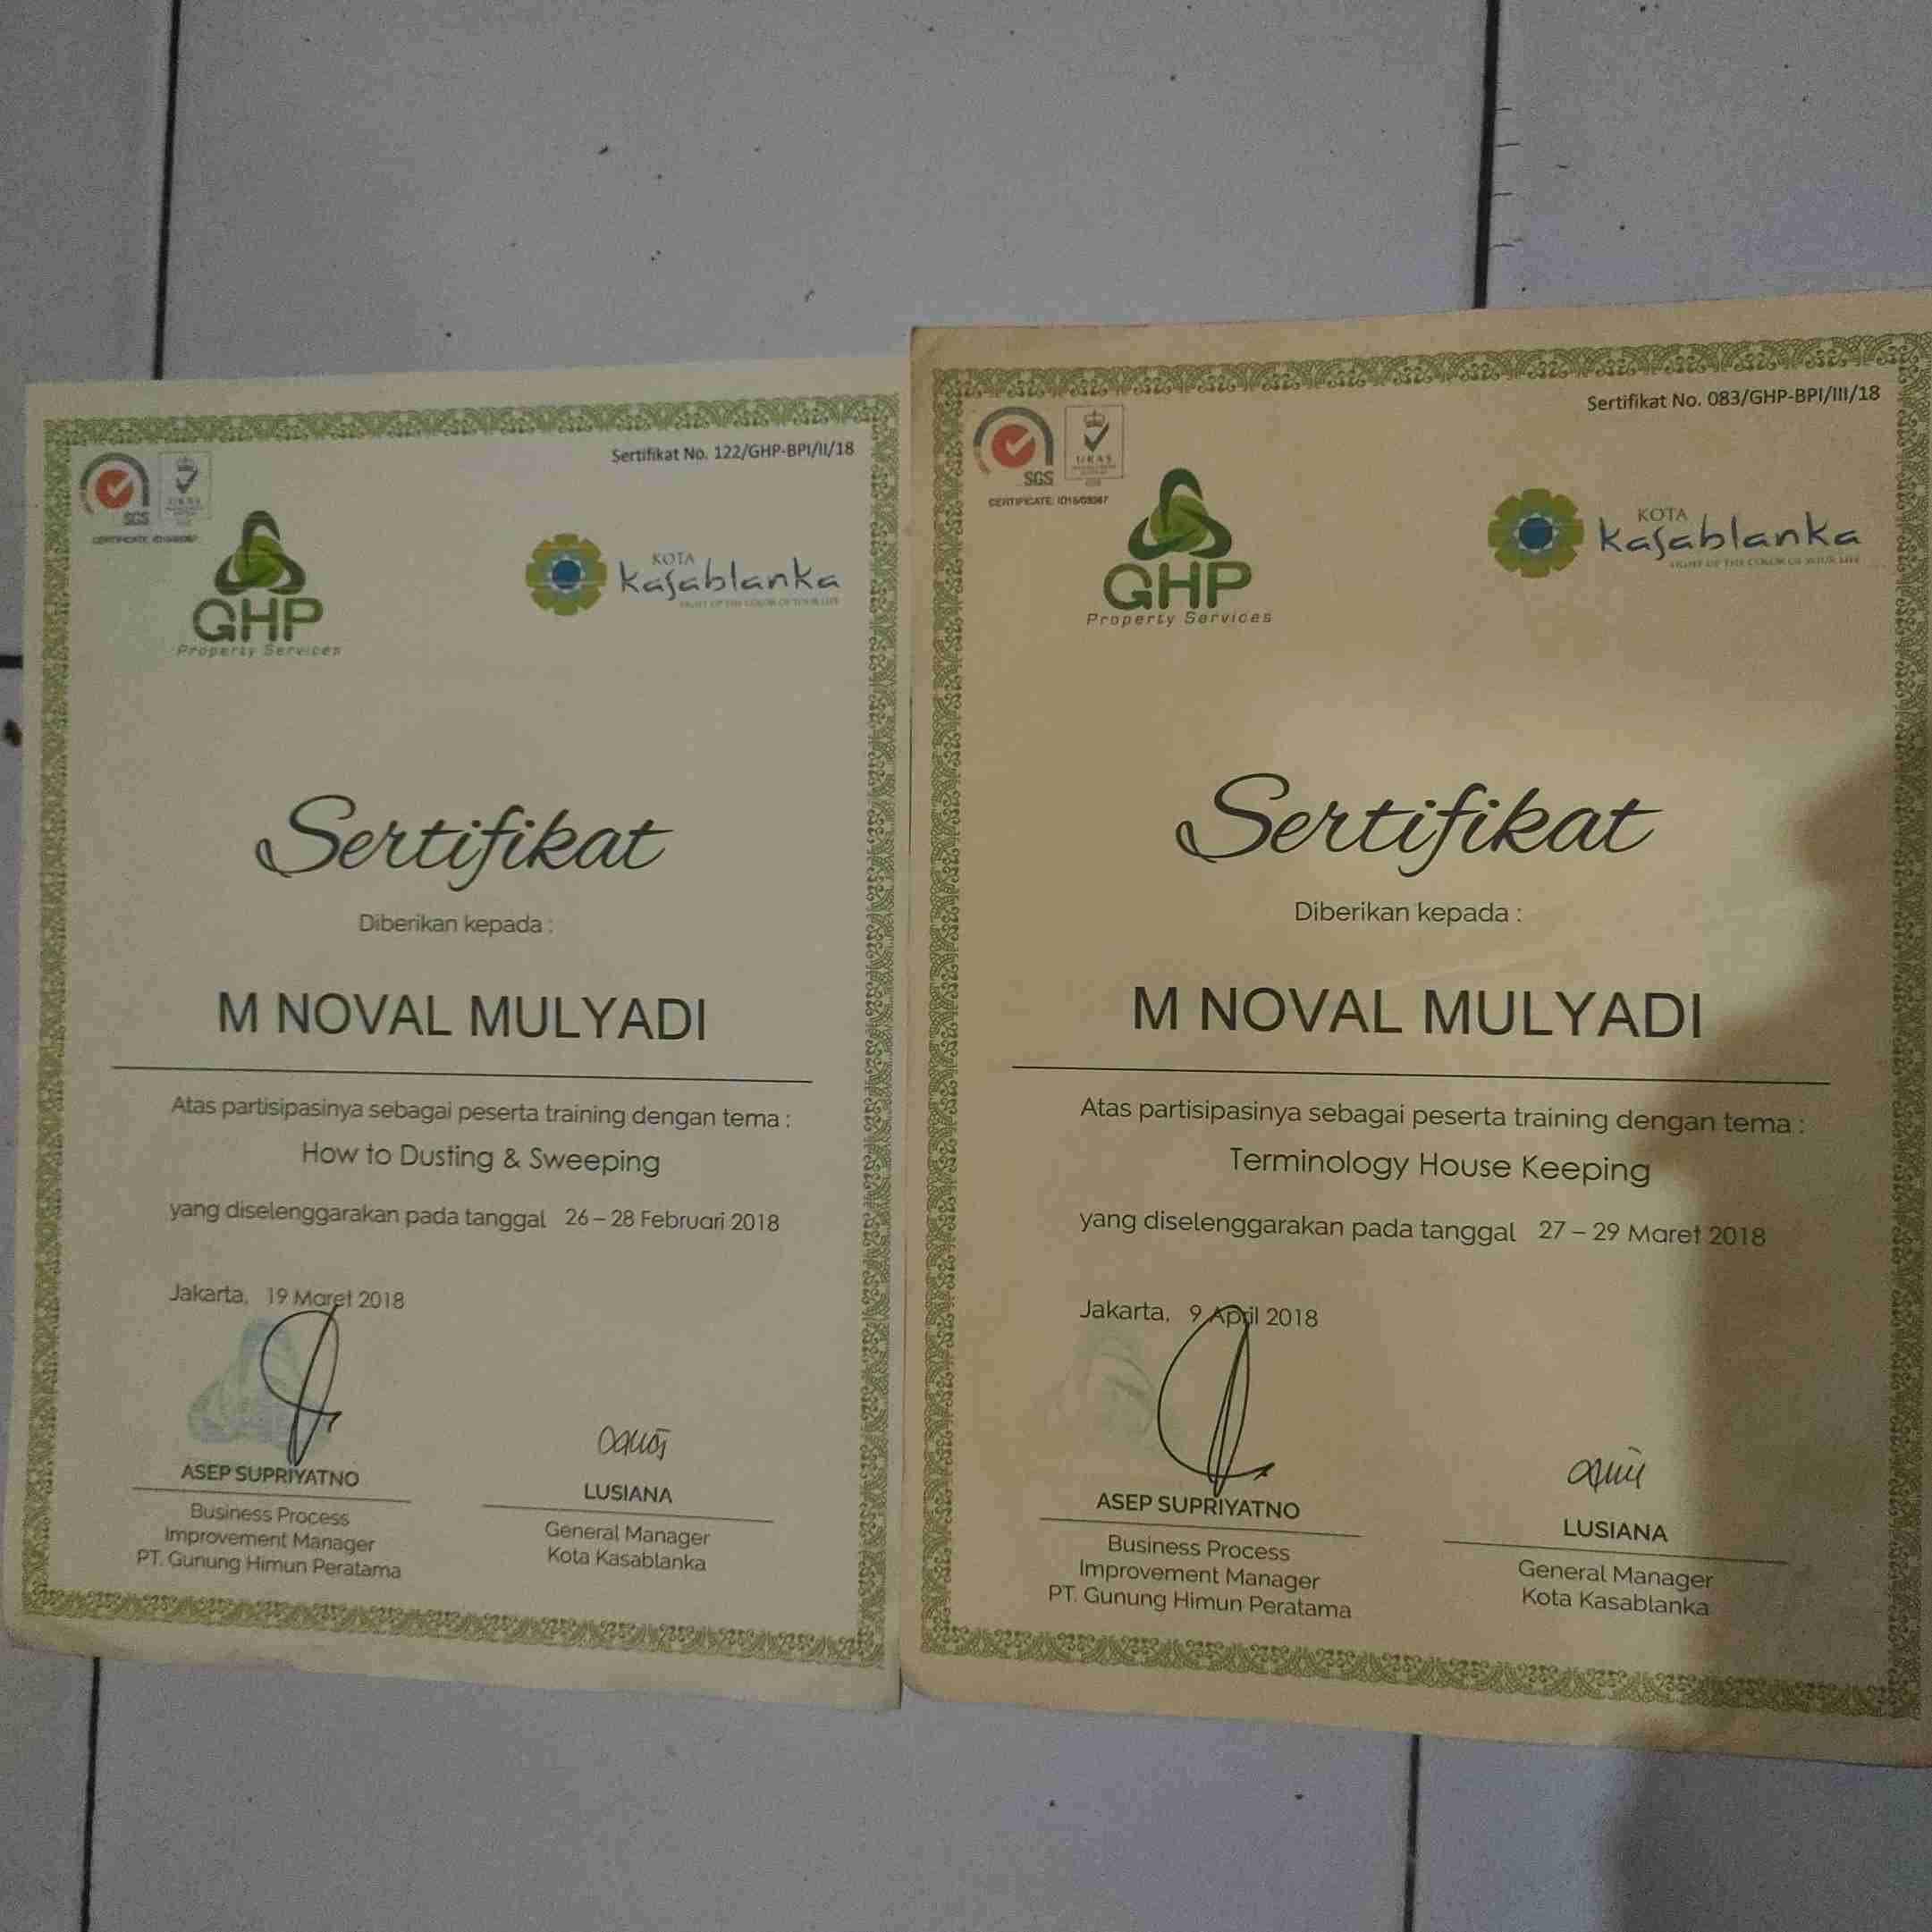 Sertifikat No. 122/GHP-BPI/II/18
SGS
UKAS
GHP
Property Services
KOTA
kasablanka
Sertifikat
Diberikan kepada :
M NOVAL MULYADI
Atas partisipasinya sebagai peserta training dengan tema :
How to Dusting & Sweeping
yang diselenggarakan pada tanggal 26 – 28 Februari 2018
Jakarta, 19 Maret 2018
ASEP SUPRIYATNO
Business Process
Improvement Manager
PT. Gunung Himun Peratama
LUSIANA
General Manager
Kota Kasablanka
Sertifikat No. 083/GHP-BPI/III/18
SGS
UKAS
GHP
Property Services
KOTA
kasablanka
Sertifikat
Diberikan kepada :
M NOVAL MULYADI
Atas partisipasinya sebagai peserta training dengan tema :
Terminology House Keeping
yang diselenggarakan pada tanggal 27 – 29 Maret 2018
Jakarta, 9 April 2018
ASEP SUPRIYATNO
Business Process
Improvement Manager
PT. Gunung Himun Peratama
LUSIANA
General Manager
Kota Kasablanka